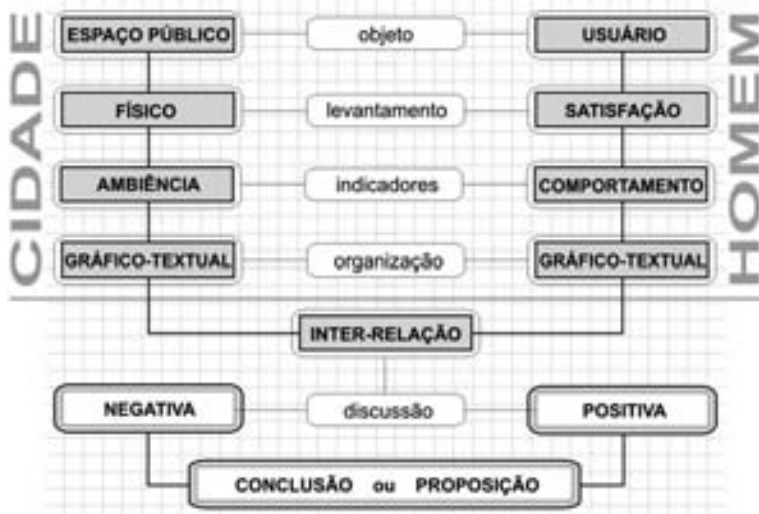 CIDADE
HOMEM
ESPAÇO PÚBLICO objeto USUÁRIO
FÍSICO levantamento SATISFAÇÃO
AMBIÊNCIA indicadores COMPORTAMENTO
GRÁFICO-TEXTUAL organização GRÁFICO-TEXTUAL
INTER-RELAÇÃO
NEGATIVA discussão POSITIVA
CONCLUSÃO ou PROPOSIÇÃO